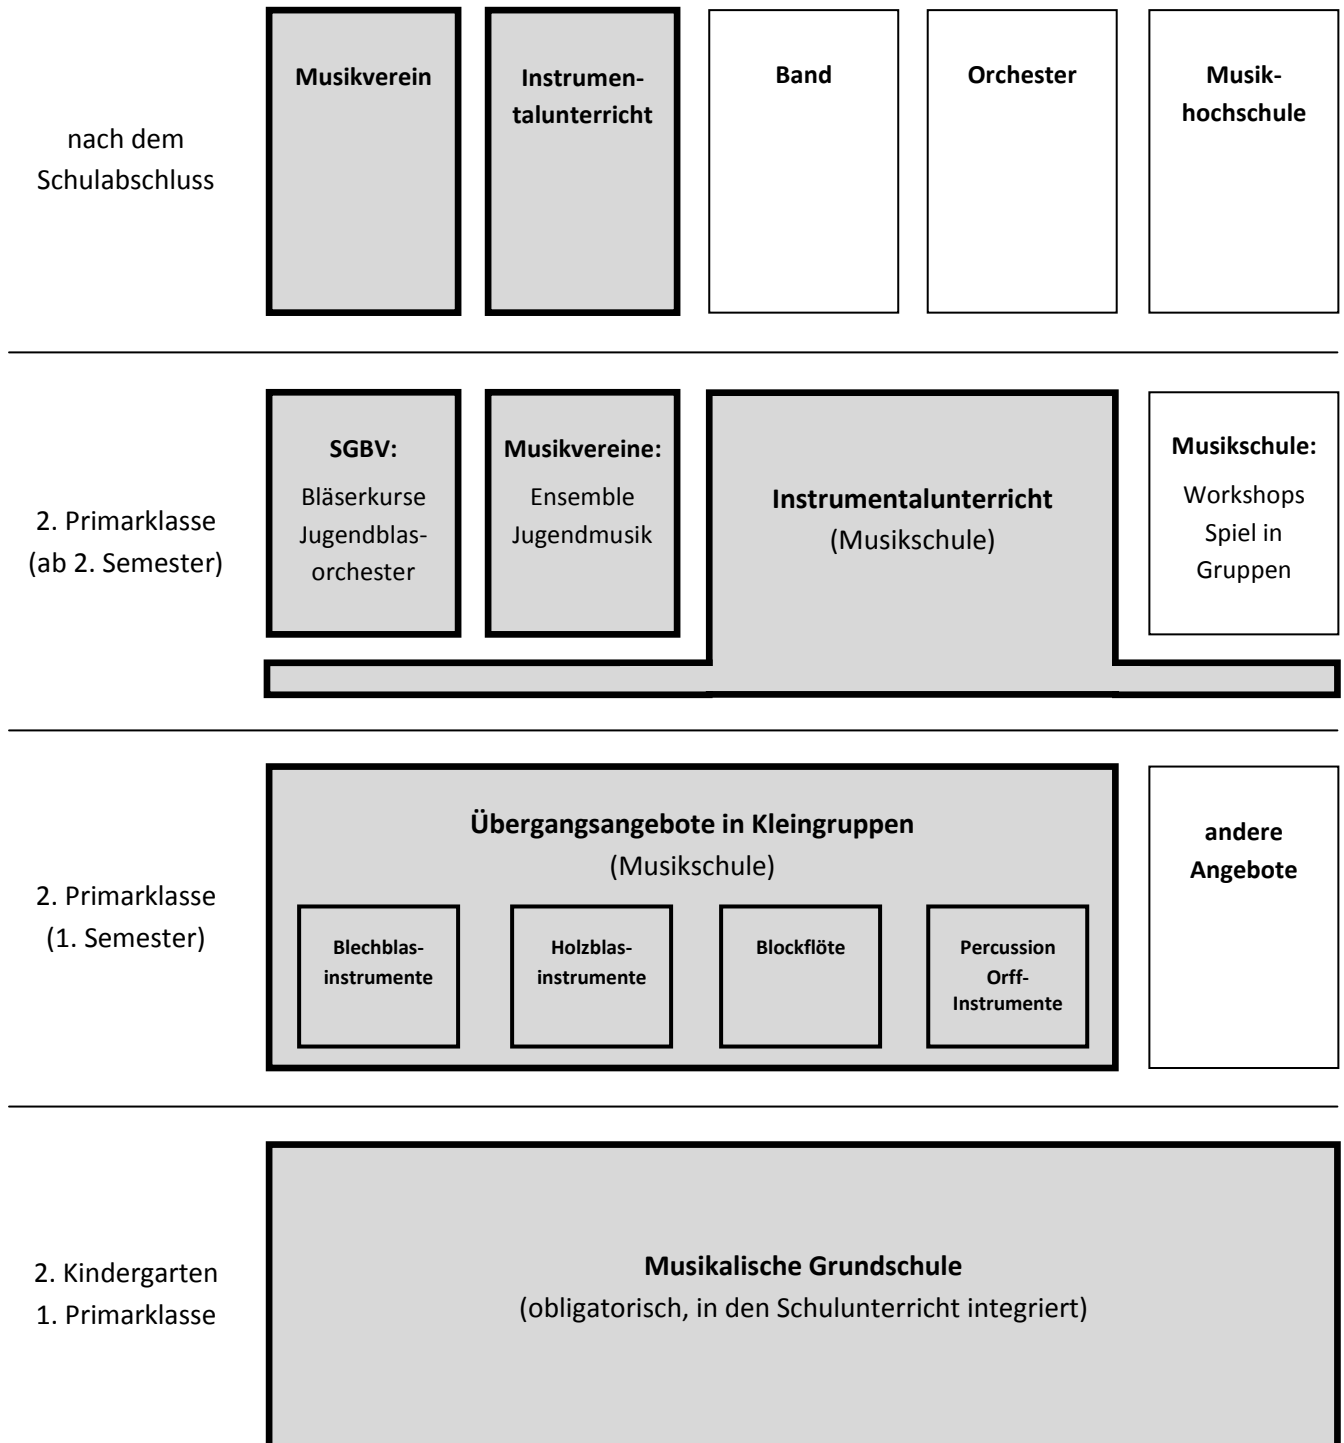 nach dem
Schulabschluss
Musikverein
Instrumen-
talunterricht
Band
Orchester
Musik-
hochschule
2. Primarklasse
(ab 2. Semester)
SGBV:
Bläserkurse
Jugendblas-
orchester
Musikvereine:
Ensemble
Jugendmusik
Instrumentalunterricht
(Musikschule)
Musikschule:
Workshops
Spiel in
Gruppen
2. Primarklasse
(1. Semester)
Übergangsangebote in Kleingruppen
(Musikschule)
Blechblas-
instrumente
Holzblas-
instrumente
Blockflöte
Percussion
Orff-
Instrumente
andere
Angebote
2. Kindergarten
1. Primarklasse
Musikalische Grundschule
(obligatorisch, in den Schulunterricht integriert)